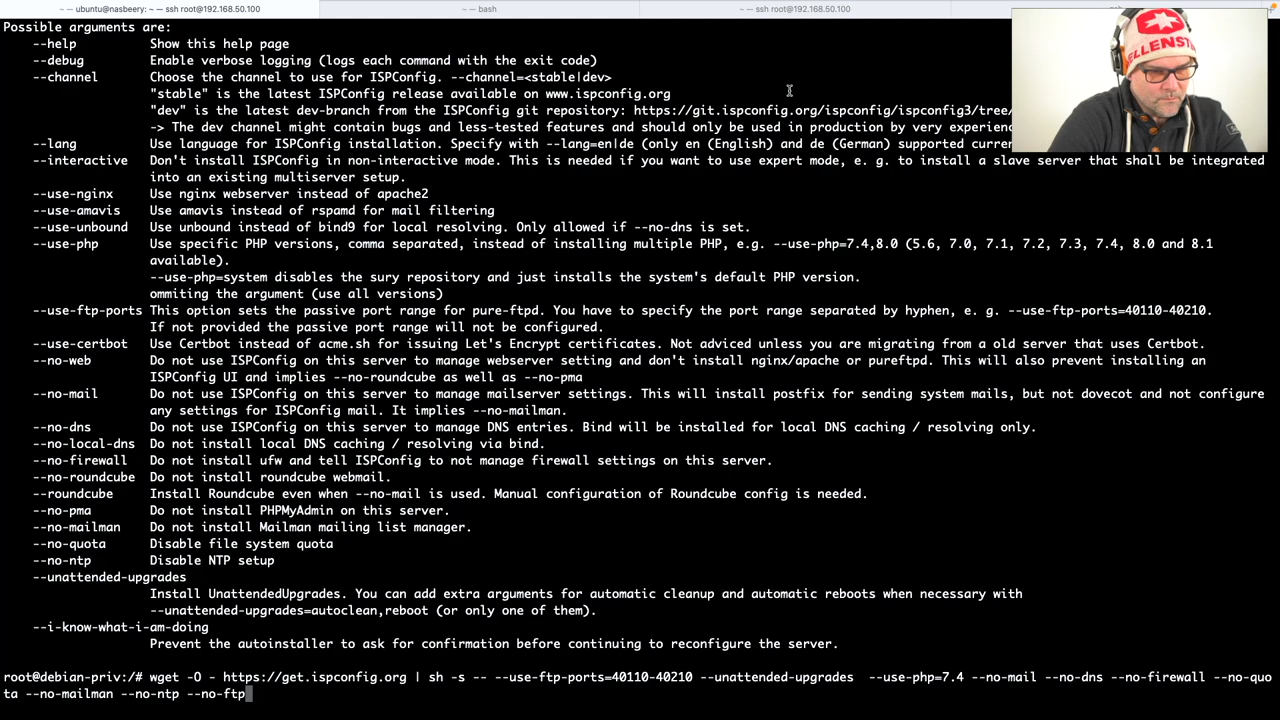 ~ — ubuntu@nasbeery: ~ — ssh root@192.168.50.100
~ — -bash
~ — ssh root@192.168.50.100
Possible arguments are:
--help Show this help page
--debug Enable verbose logging (logs each command with the exit code)
--channel Choose the channel to use for ISPConfig. --channel=<stable|dev>
"stable" is the latest ISPConfig release available on www.ispconfig.org
"dev" is the latest dev-branch from the ISPConfig git repository: https://git.ispconfig.org/ispconfig/ispconfig3/tree/
-> The dev channel might contain bugs and less-tested features and should only be used in production by very experienc
--lang Use language for ISPConfig installation. Specify with --lang=en|de (only en (English) and de (German) supported curre
--interactive Don't install ISPConfig in non-interactive mode. This is needed if you want to use expert mode, e. g. to install a slave server that shall be integrated
into an existing multiserver setup.
--use-nginx Use nginx webserver instead of apache2
--use-amavis Use amavis instead of rspamd for mail filtering
--use-unbound Use unbound instead of bind9 for local resolving. Only allowed if --no-dns is set.
--use-php Use specific PHP versions, comma separated, instead of installing multiple PHP, e.g. --use-php=7.4,8.0 (5.6, 7.0, 7.1, 7.2, 7.3, 7.4, 8.0 and 8.1
available).
--use-php=system disables the sury repository and just installs the system's default PHP version.
ommiting the argument (use all versions)
--use-ftp-ports This option sets the passive port range for pure-ftpd. You have to specify the port range separated by hyphen, e. g. --use-ftp-ports=40110-40210.
If not provided the passive port range will not be configured.
--use-certbot Use Certbot instead of acme.sh for issuing Let's Encrypt certificates. Not adviced unless you are migrating from a old server that uses Certbot.
--no-web Do not use ISPConfig on this server to manage webserver setting and don't install nginx/apache or pureftpd. This will also prevent installing an
ISPConfig UI and implies --no-roundcube as well as --no-pma
--no-mail Do not use ISPConfig on this server to manage mailserver settings. This will install postfix for sending system mails, but not dovecot and not configure
any settings for ISPConfig mail. It implies --no-mailman.
--no-dns Do not use ISPConfig on this server to manage DNS entries. Bind will be installed for local DNS caching / resolving only.
--no-local-dns Do not install local DNS caching / resolving via bind.
--no-firewall Do not install ufw and tell ISPConfig to not manage firewall settings on this server.
--no-roundcube Do not install roundcube webmail.
--roundcube Install Roundcube even when --no-mail is used. Manual configuration of Roundcube config is needed.
--no-pma Do not install PHPMyAdmin on this server.
--no-mailman Do not install Mailman mailing list manager.
--no-quota Disable file system quota
--no-ntp Disable NTP setup
--unattended-upgrades
Install UnattendedUpgrades. You can add extra arguments for automatic cleanup and automatic reboots when necessary with
--unattended-upgrades=autoclean,reboot (or only one of them).
--i-know-what-i-am-doing
Prevent the autoinstaller to ask for confirmation before continuing to reconfigure the server.
root@debian-priv:/# wget -O - https://get.ispconfig.org | sh -s -- --use-ftp-ports=40110-40210 --unattended-upgrades --use-php=7.4 --no-mail --no-dns --no-firewall --no-quo
ta --no-mailman --no-ntp --no-ftp
ELLENST